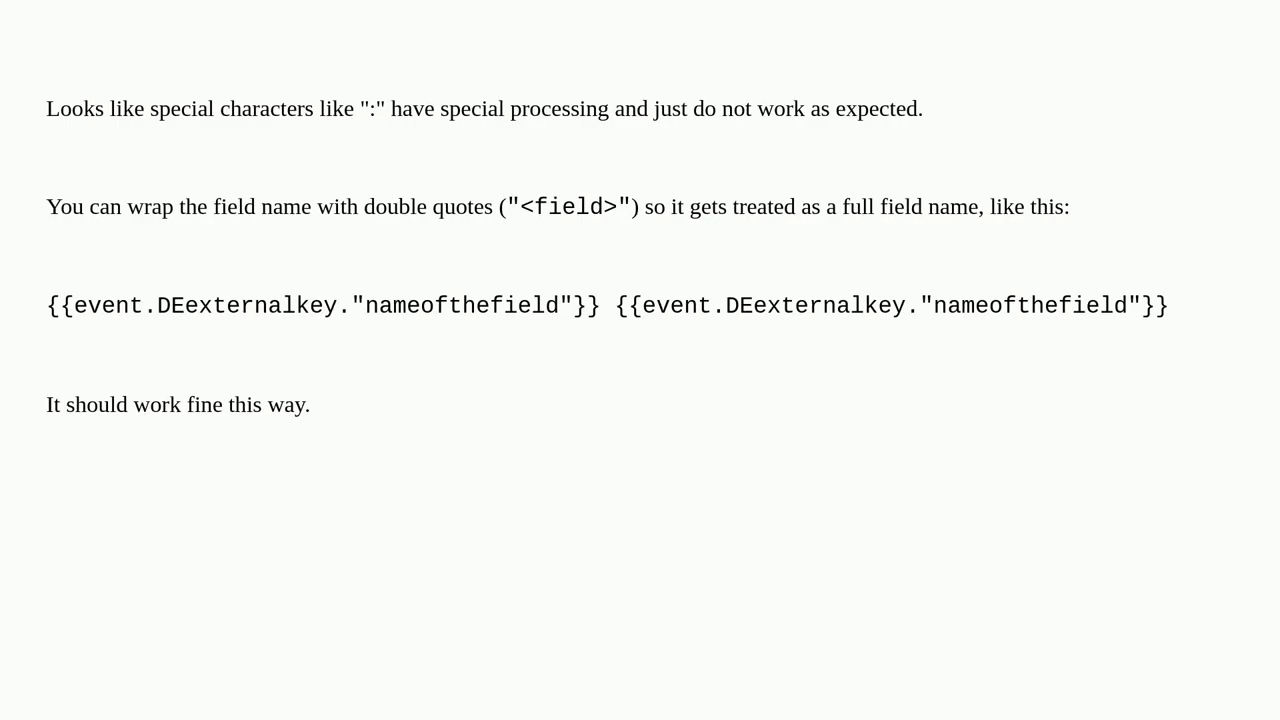 Looks like special characters like ":" have special processing and just do not work as expected.
You can wrap the field name with double quotes ("<field>") so it gets treated as a full field name, like this:
{{event.DEexternalkey."nameofthefield"}} {{event.DEexternalkey."nameofthefield"}}
It should work fine this way.